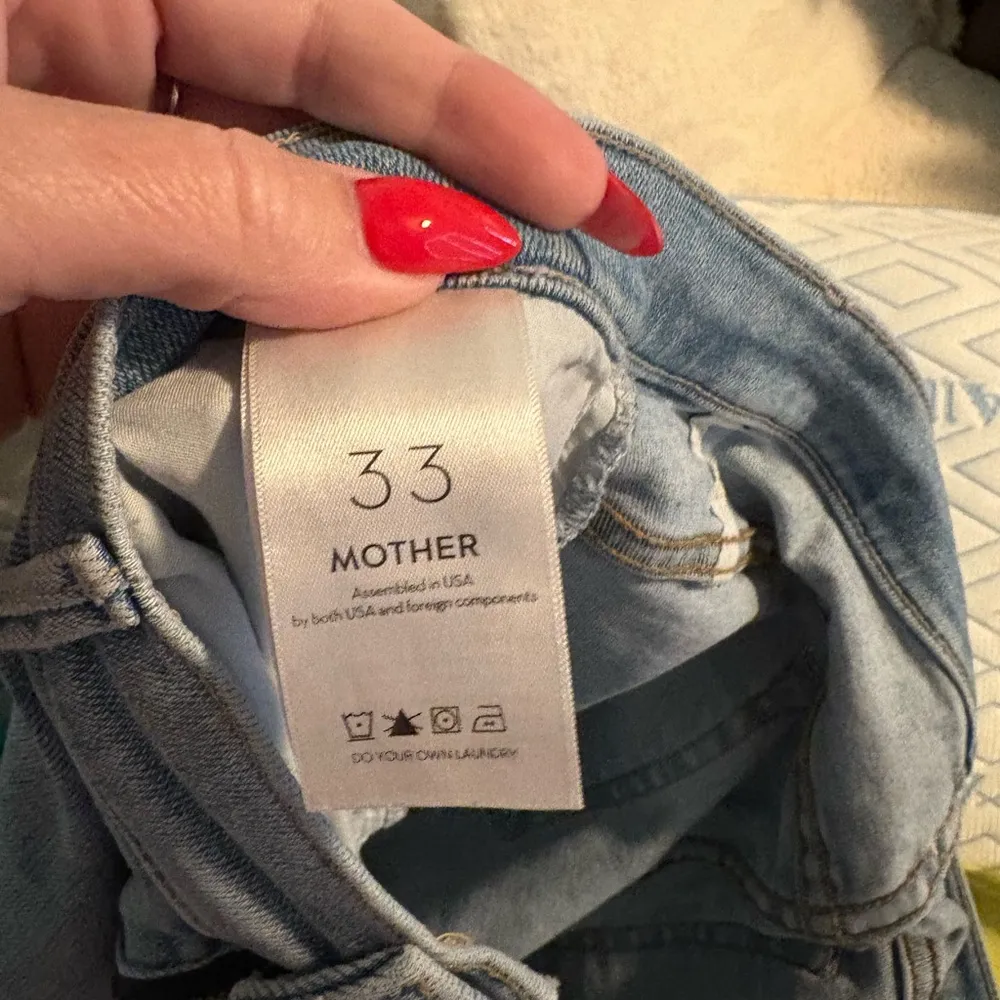 33
MOTHER
Assembled in USA
by both USA and foreign components
DO YOUR OWN LAUNDRY